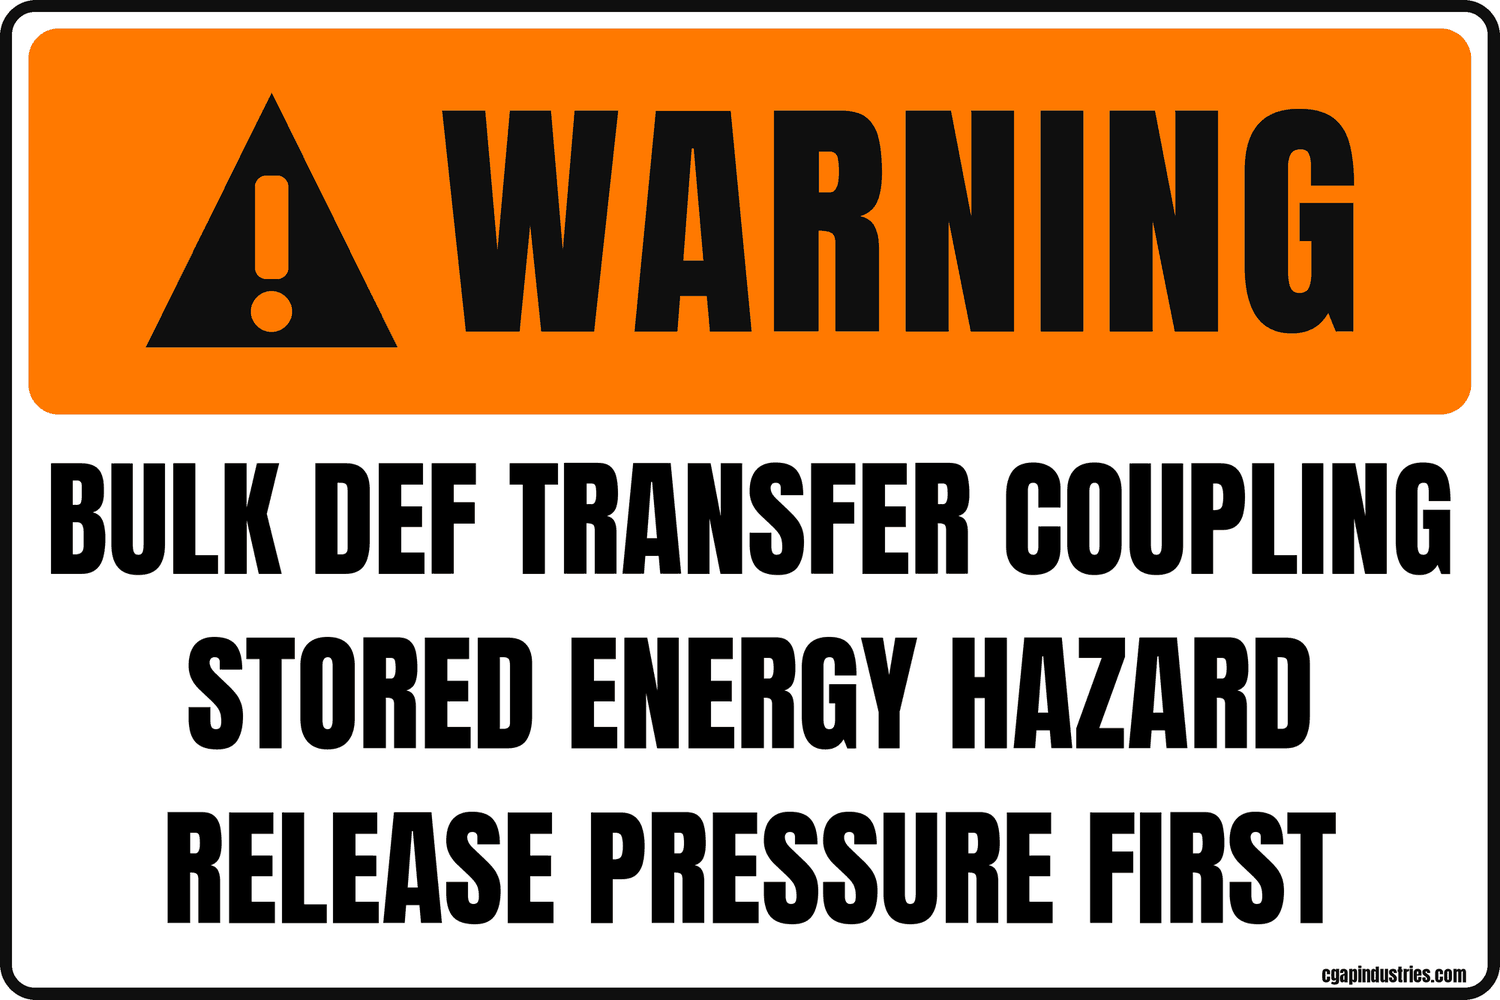 WARNING
BULK DEF TRANSFER COUPLING
STORED ENERGY HAZARD
RELEASE PRESSURE FIRST
cgapindustries.com